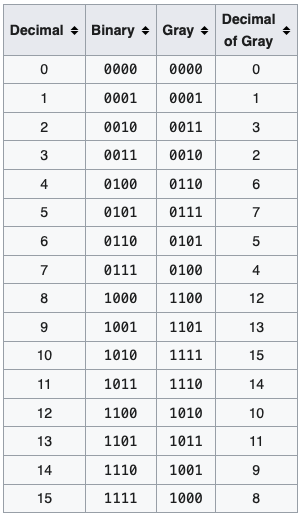 Decimal Binary Gray Decimal of Gray
0 0000 0000 0
1 0001 0001 1
2 0010 0011 3
3 0011 0010 2
4 0100 0110 6
5 0101 0111 7
6 0110 0101 5
7 0111 0100 4
8 1000 1100 12
9 1001 1101 13
10 1010 1111 15
11 1011 1110 14
12 1100 1010 10
13 1101 1011 11
14 1110 1001 9
15 1111 1000 8